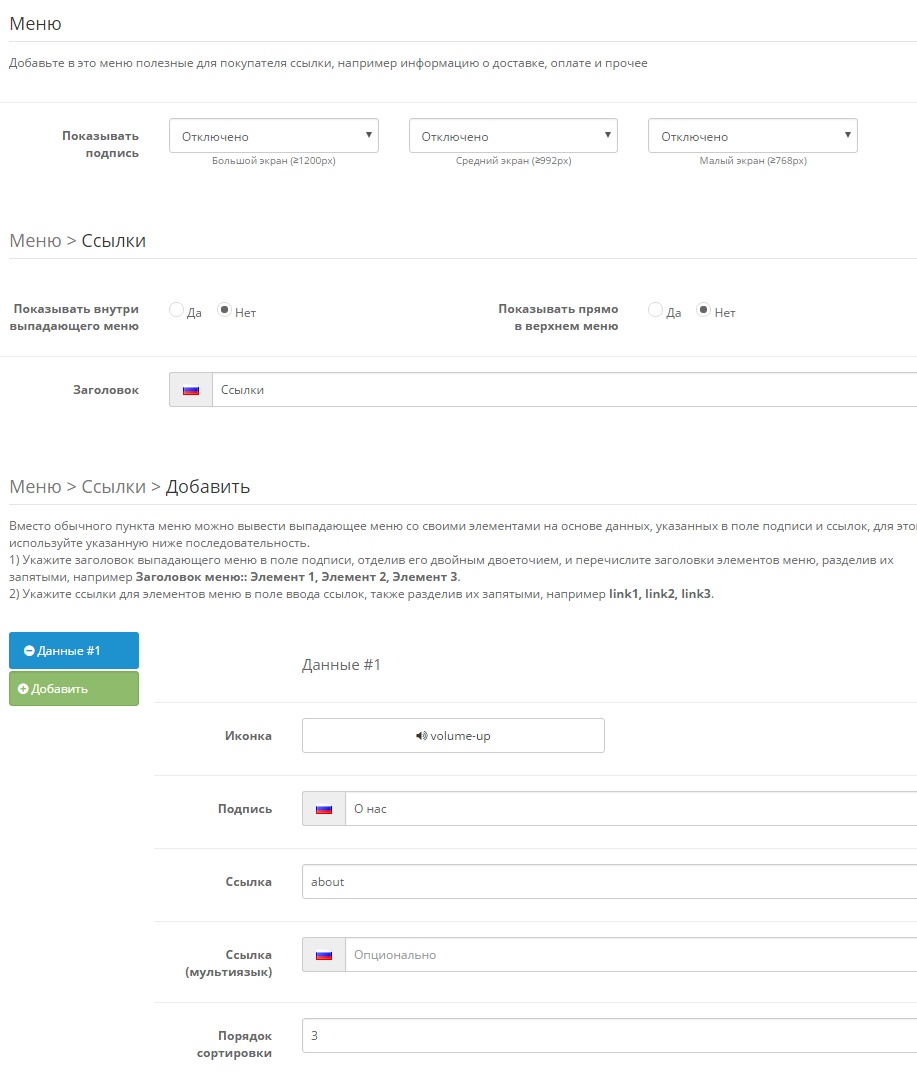 Меню
Добавьте в это меню полезные для покупателя ссылки, например информацию о доставке, оплате и прочее
Показывать подпись
Отключено
Отключено
Отключено
Большой экран (≥1200px)
Средний экран (≥992px)
Малый экран (≥768px)
Меню > Ссылки
Показывать внутри выпадающего меню
Да
Нет
Показывать прямо в верхнем меню
Да
Нет
Заголовок
Ссылки
Меню > Ссылки > Добавить
Вместо обычного пункта меню можно вывести выпадающее меню со своими элементами на основе данных, указанных в поле подписи и ссылок, для
используйте указанную ниже последовательность.
1) Укажите заголовок выпадающего меню в поле подписи, отделив его двойным двоеточием, и перечислите заголовки элементов меню, разделив их
запятыми, например Заголовок меню:: Элемент 1, Элемент 2, Элемент 3.
2) Укажите ссылки для элементов меню в поле ввода ссылок, также разделив их запятыми, например link1, link2, link3.
Данные #1
Добавить
Данные #1
Иконка
volume-up
Подпись
О нас
Ссылка
about
Ссылка (мультиязык)
Опционально
Порядок сортировки
3